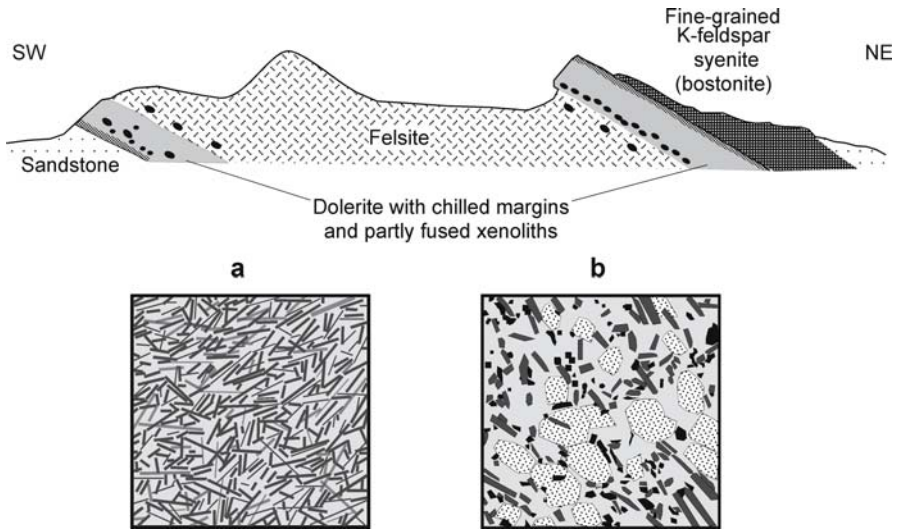 SW
Fine-grained
K-feldspar
syenite
(bostonite)
NE
Felsite
Sandstone
Dolerite with chilled margins
and partly fused xenoliths
a
b